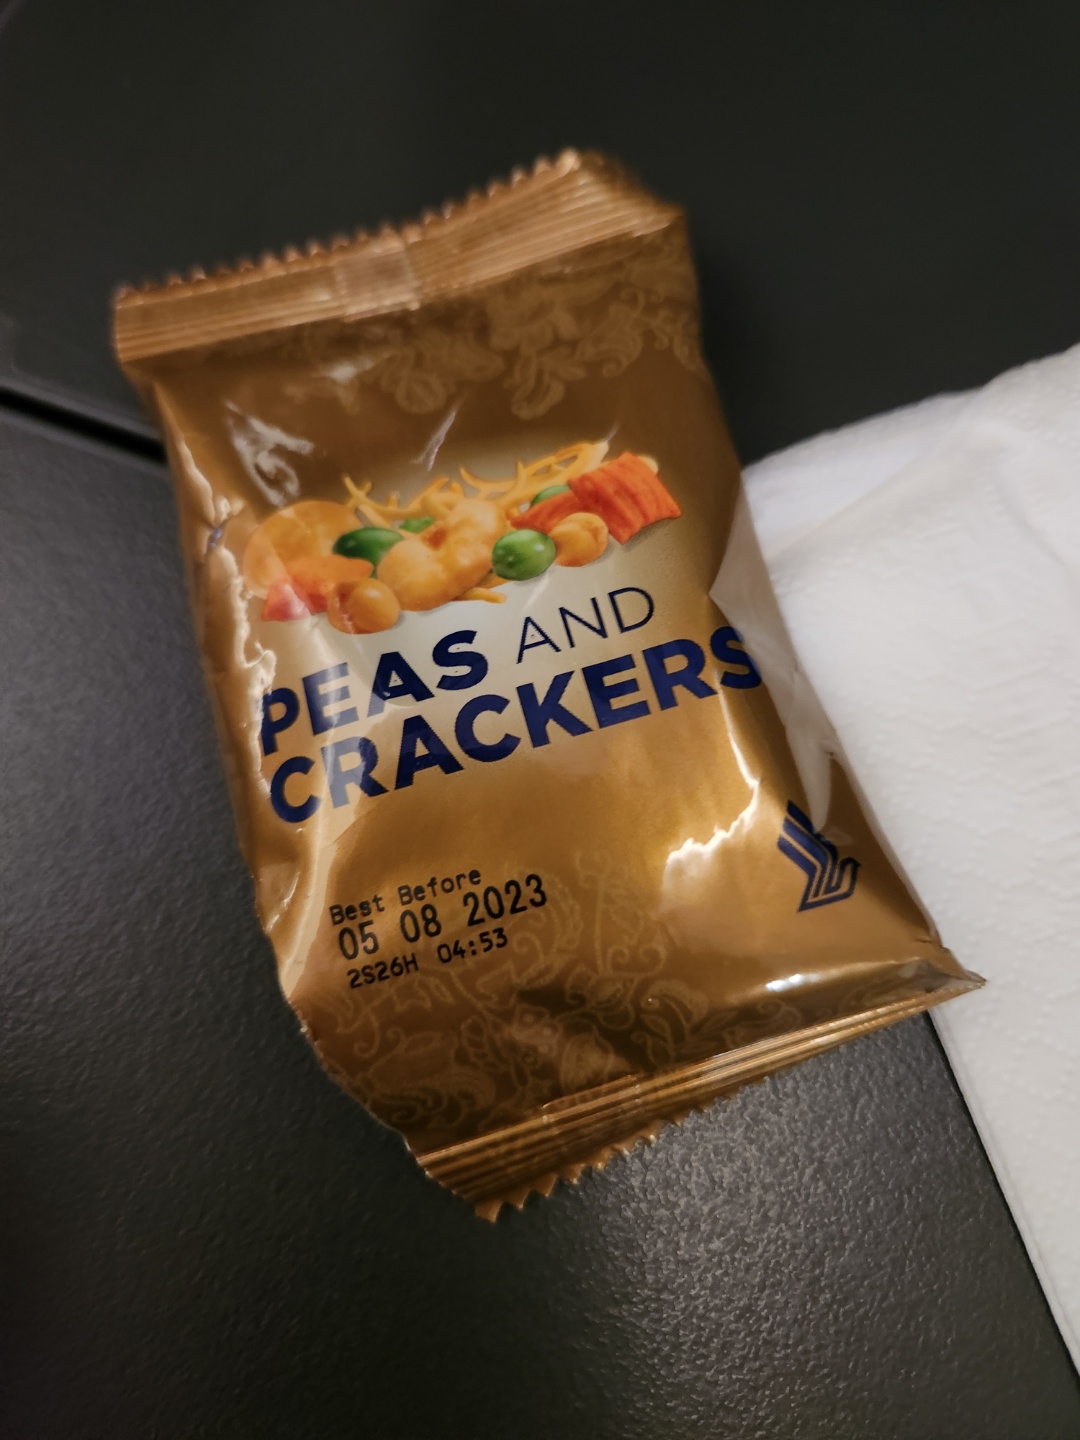 PEAS AND
CRACKERS
Best Before
05 08 2023
2S26H 04:53